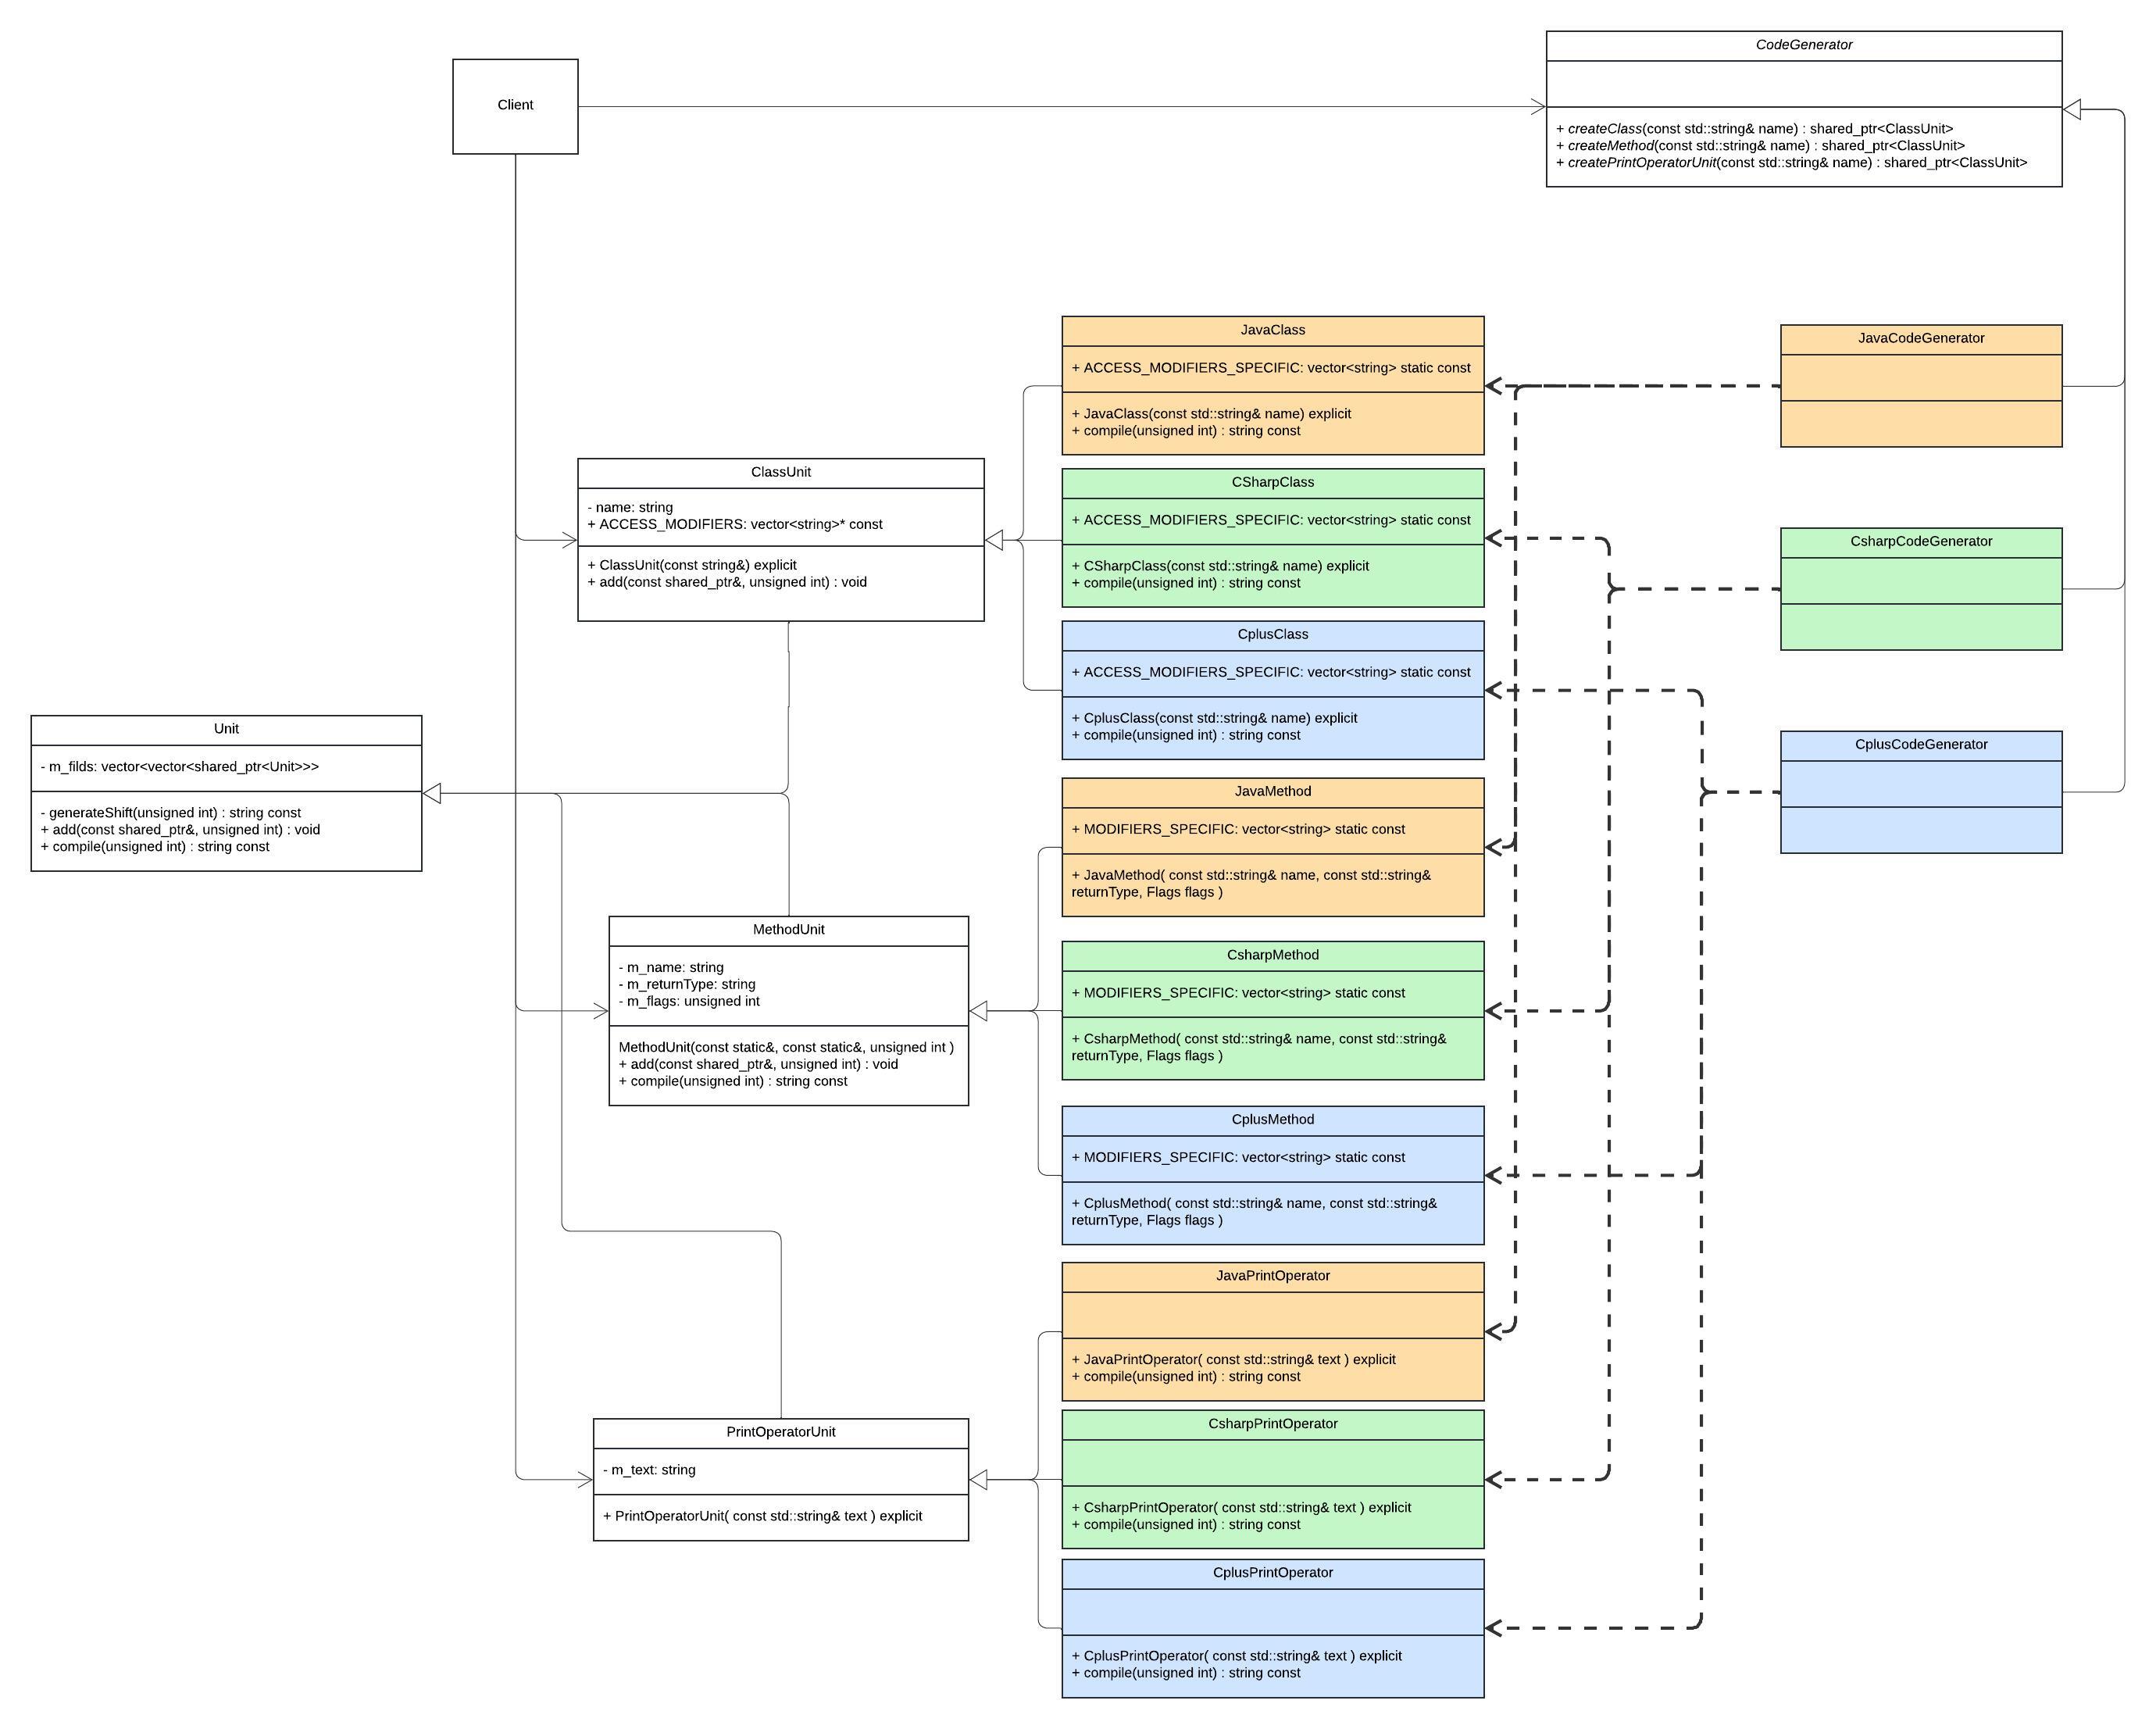 Client
CodeGenerator
+ createClass(const std::string& name) : shared_ptr<ClassUnit>
+ createMethod(const std::string& name) : shared_ptr<ClassUnit>
+ createPrintOperatorUnit(const std::string& name) : shared_ptr<ClassUnit>
JavaClass
+ ACCESS_MODIFIERS_SPECIFIC: vector<string> static const
+ JavaClass(const std::string& name) explicit
+ compile(unsigned int) : string const
JavaCodeGenerator
ClassUnit
- name: string
+ ACCESS_MODIFIERS: vector<string>* const
+ ClassUnit(const string&) explicit
+ add(const shared_ptr&, unsigned int) : void
CSharpClass
+ ACCESS_MODIFIERS_SPECIFIC: vector<string> static const
+ CSharpClass(const std::string& name) explicit
+ compile(unsigned int) : string const
CsharpCodeGenerator
CplusClass
+ ACCESS_MODIFIERS_SPECIFIC: vector<string> static const
+ CplusClass(const std::string& name) explicit
+ compile(unsigned int) : string const
Unit
- m_filds: vector<vector<shared_ptr<Unit>>>
- generateShift(unsigned int) : string const
+ add(const shared_ptr&, unsigned int) : void
+ compile(unsigned int) : string const
CplusCodeGenerator
JavaMethod
+ MODIFIERS_SPECIFIC: vector<string> static const
+ JavaMethod( const std::string& name, const std::string&
returnType, Flags flags )
MethodUnit
- m_name: string
- m_returnType: string
- m_flags: unsigned int
MethodUnit(const static&, const static&, unsigned int )
+ add(const shared_ptr&, unsigned int) : void
+ compile(unsigned int) : string const
CsharpMethod
+ MODIFIERS_SPECIFIC: vector<string> static const
+ CsharpMethod( const std::string& name, const std::string&
returnType, Flags flags )
CplusMethod
+ MODIFIERS_SPECIFIC: vector<string> static const
+ CplusMethod( const std::string& name, const std::string&
returnType, Flags flags )
JavaPrintOperator
+ JavaPrintOperator( const std::string& text ) explicit
+ compile(unsigned int) : string const
PrintOperatorUnit
- m_text: string
+ PrintOperatorUnit( const std::string& text ) explicit
CsharpPrintOperator
+ CsharpPrintOperator( const std::string& text ) explicit
+ compile(unsigned int) : string const
CplusPrintOperator
+ CplusPrintOperator( const std::string& text ) explicit
+ compile(unsigned int) : string const